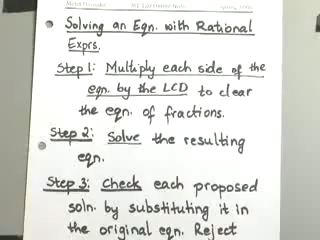 Solving an Eqn. with Rational
Exprs.
Step 1: Multiply each side of the
eqn. by the LCD to clear
the eqn. of fractions.
Step 2: Solve the resulting
eqn.
Step 3: Check each proposed
soln. by substituting it in
the original eqn. Reject